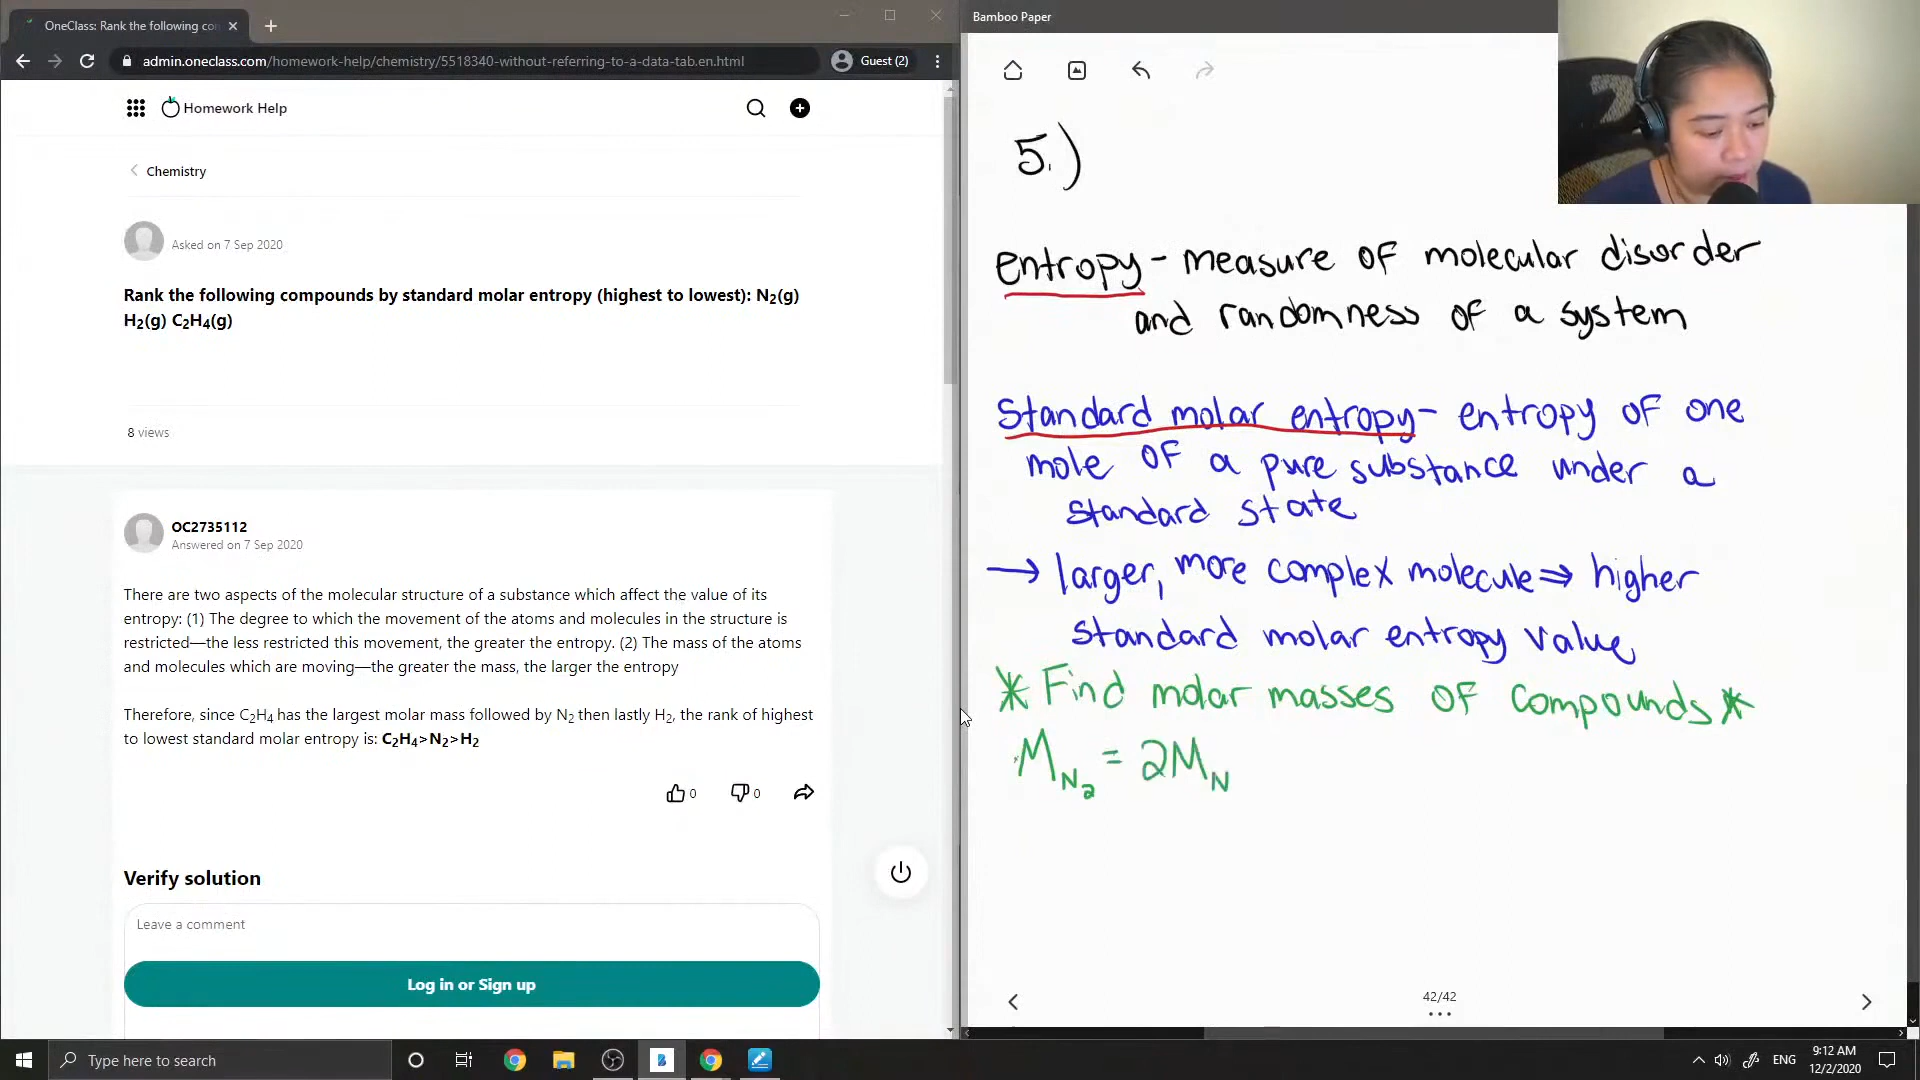 OneClass: Rank the following co
admin.oneclass.com/homework-help/chemistry/5518340-without-referring-to-a-data-tab.en.html
Guest (2)
Homework Help
Chemistry
Asked on 7 Sep 2020
Rank the following compounds by standard molar entropy (highest to lowest): N₂(g)
H₂(g) C₂H₄(g)
8 views
OC2735112
Answered on 7 Sep 2020
There are two aspects of the molecular structure of a substance which affect the value of its
entropy: (1) The degree to which the movement of the atoms and molecules in the structure is
restricted—the less restricted this movement, the greater the entropy. (2) The mass of the atoms
and molecules which are moving—the greater the mass, the larger the entropy
Therefore, since C₂H₄ has the largest molar mass followed by N₂ then lastly H₂, the rank of highest
to lowest standard molar entropy is: C₂H₄>N₂>H₂
0 0
Verify solution
Leave a comment
Log in or Sign up
Bamboo Paper
5.)
entropy - measure of molecular disorder
and randomness of a system
Standard molar entropy - entropy of one
mole of a pure substance under a
standard state
→ larger, more complex molecule ⇒ higher
standard molar entropy value
* Find molar masses of compounds *
M_N₂ = 2M_N
42/42
Type here to search
ENG
9:12 AM
12/2/2020